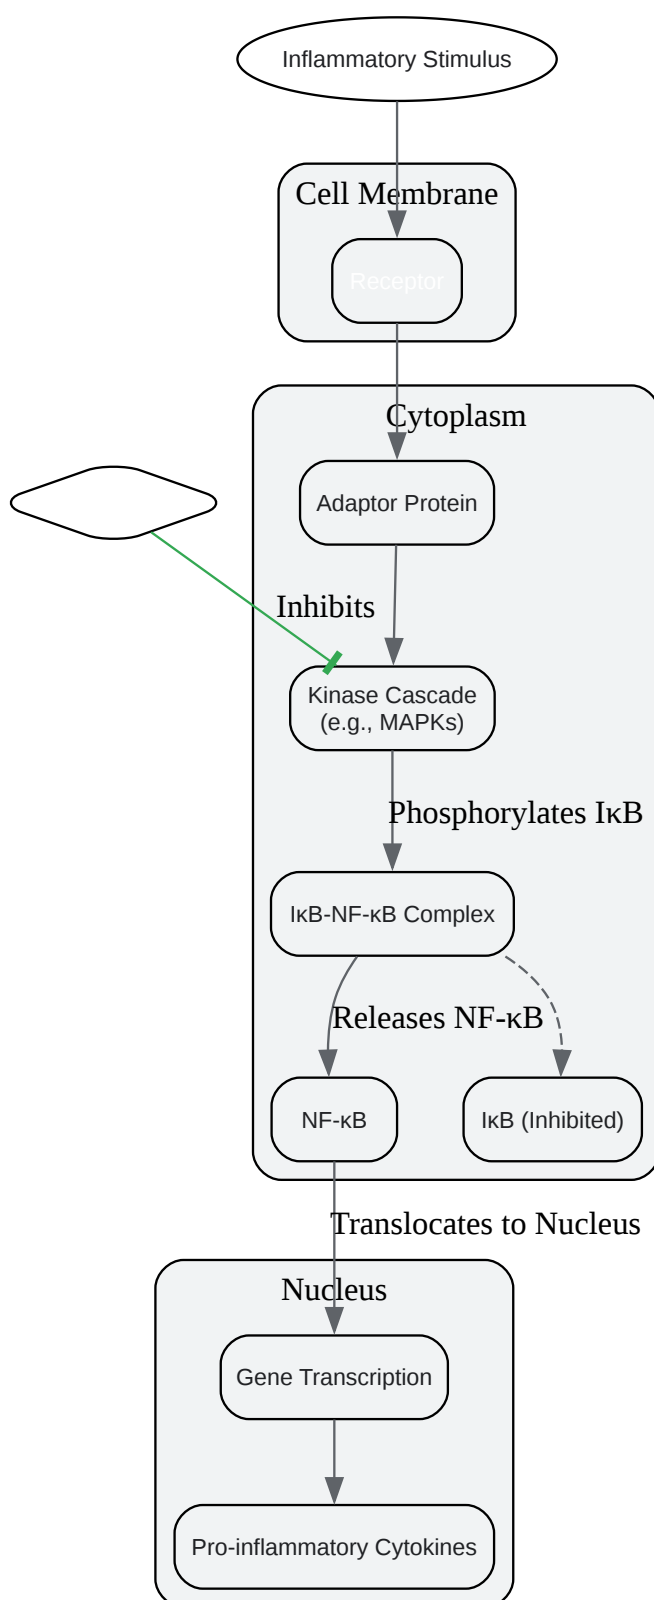 Inflammatory Stimulus
Cell Membrane
Receptor
Cytoplasm
Adaptor Protein
Inhibits
Kinase Cascade
(e.g., MAPKs)
Phosphorylates IκB
IκB-NF-κB Complex
Releases NF-κB
NF-κB
IκB (Inhibited)
Translocates to Nucleus
Nucleus
Gene Transcription
Pro-inflammatory Cytokines